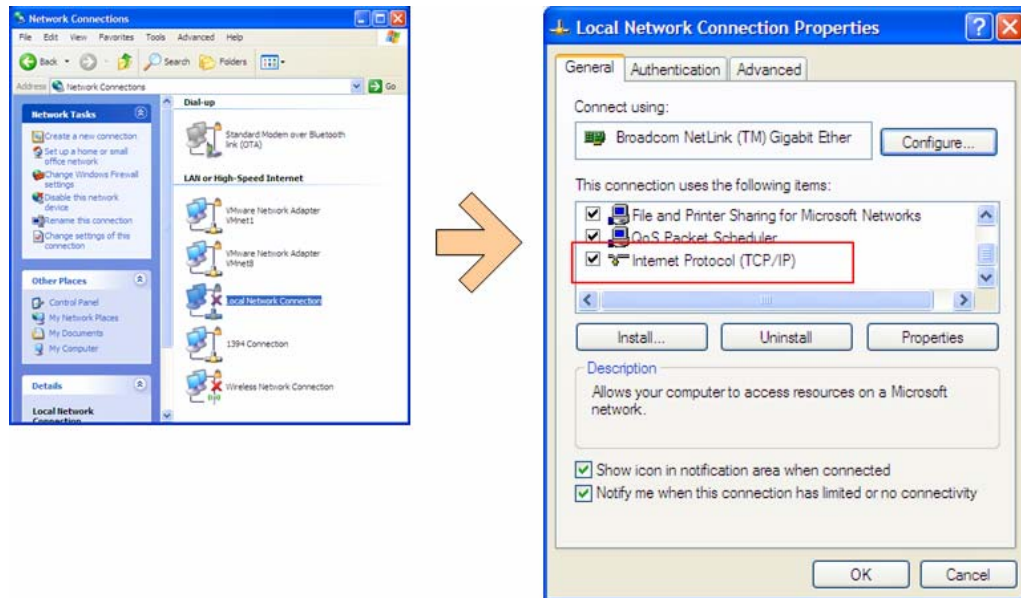 Network Connections
File Edit View Favorites Tools Advanced Help
Back Search Folders
Address Network Connections Go
Network Tasks
Create a new connection
Set up a home or small
office network
Change Windows Firewall
settings
Disable this network
device
Rename this connection
Change settings of this
connection
Other Places
Control Panel
My Network Places
My Documents
My Computer
Details
Local Network
Connection
Dial-up
Standard Modem over Bluetooth
link (OTA)
LAN or High-Speed Internet
VMware Network Adapter
VMnet1
VMware Network Adapter
VMnet8
Local Network Connection
1394 Connection
Wireless Network Connection
Local Network Connection Properties
General Authentication Advanced
Connect using:
Broadcom NetLink (TM) Gigabit Ether Configure...
This connection uses the following items:
File and Printer Sharing for Microsoft Networks
QoS Packet Scheduler
Internet Protocol (TCP/IP)
Install... Uninstall Properties
Description
Allows your computer to access resources on a Microsoft
network.
Show icon in notification area when connected
Notify me when this connection has limited or no connectivity
OK Cancel